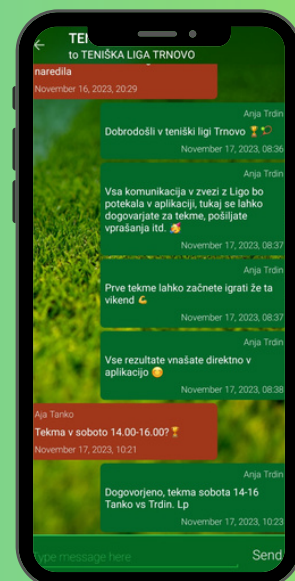 to TENIŠKA LIGA TRNOVO
naredila
November 16, 2023, 20:29
Anja Trdin
Dobrodošli v teniški ligi Trnovo 🏆🎾
November 17, 2023, 08:36
Anja Trdin
Vsa komunikacija v zvezi z Ligo bo
potekala v aplikaciji, tukaj se lahko
dogovarjate za tekme, pošiljate
vprašanja itd. 🥳
November 17, 2023, 08:37
Anja Trdin
Prve tekme lahko začnete igrati že ta
vikend 💪
November 17, 2023, 08:37
Anja Trdin
Vse rezultate vnašate direktno v
aplikacijo 😊
November 17, 2023, 08:38
Aja Tanko
Tekma v soboto 14.00-16.00?🏆
November 17, 2023, 10:21
Anja Trdin
Dogovorjeno, tekma sobota 14-16
Tanko vs Trdin. Lp
November 17, 2023, 10:23
Type message here
Send